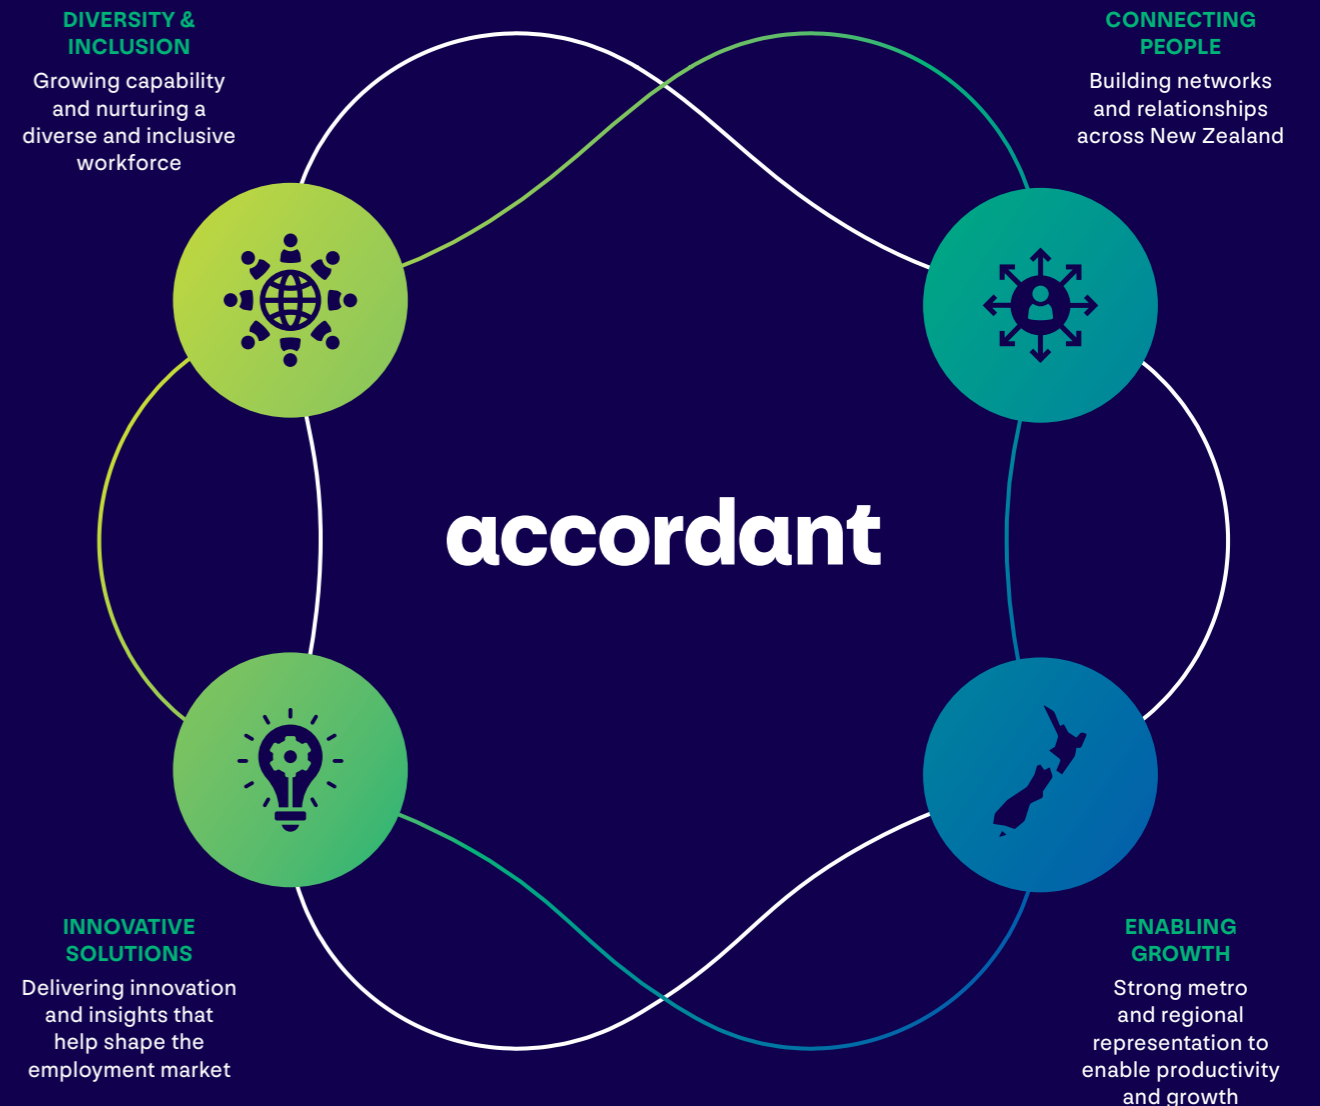 DIVERSITY &
INCLUSION
Growing capability
and nurturing a
diverse and inclusive
workforce
CONNECTING
PEOPLE
Building networks
and relationships
across New Zealand
accordant
INNOVATIVE
SOLUTIONS
Delivering innovation
and insights that
help shape the
employment market
ENABLING
GROWTH
Strong metro
and regional
representation to
enable productivity
and growth